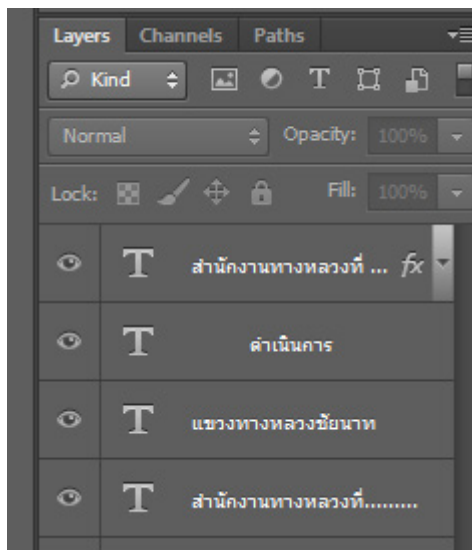 Layers Channels Paths
Kind T
Normal Opacity: 100%
Lock: Fill: 100%
T สำนักงานทางหลวงที่ ... fx
T ดำเนินการ
T แขวงทางหลวงชัยนาท
T สำนักงานทางหลวงที่.........